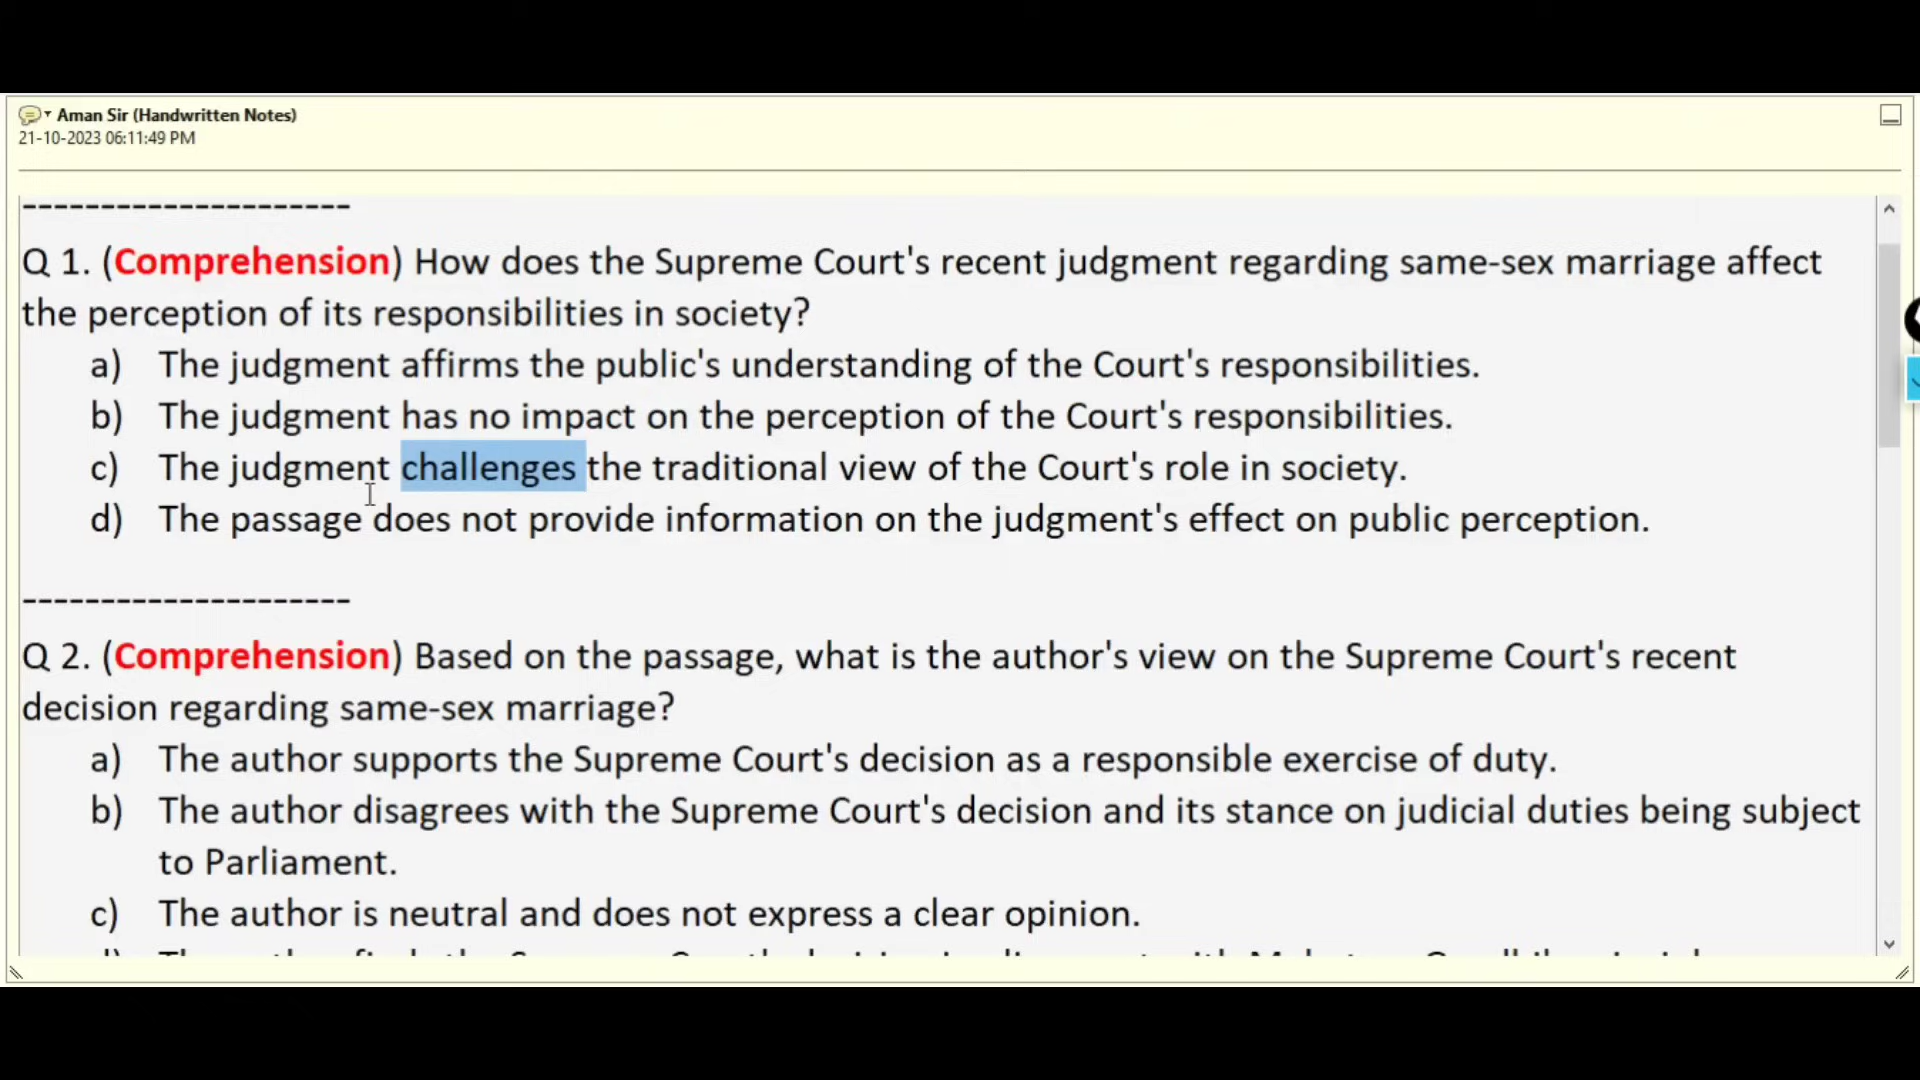 Aman Sir (Handwritten Notes)
21-10-2023 06:11:49 PM
---------------------
Q 1. (Comprehension) How does the Supreme Court's recent judgment regarding same-sex marriage affect
the perception of its responsibilities in society?
a) The judgment affirms the public's understanding of the Court's responsibilities.
b) The judgment has no impact on the perception of the Court's responsibilities.
c) The judgment challenges the traditional view of the Court's role in society.
d) The passage does not provide information on the judgment's effect on public perception.
---------------------
Q 2. (Comprehension) Based on the passage, what is the author's view on the Supreme Court's recent
decision regarding same-sex marriage?
a) The author supports the Supreme Court's decision as a responsible exercise of duty.
b) The author disagrees with the Supreme Court's decision and its stance on judicial duties being subject
to Parliament.
c) The author is neutral and does not express a clear opinion.